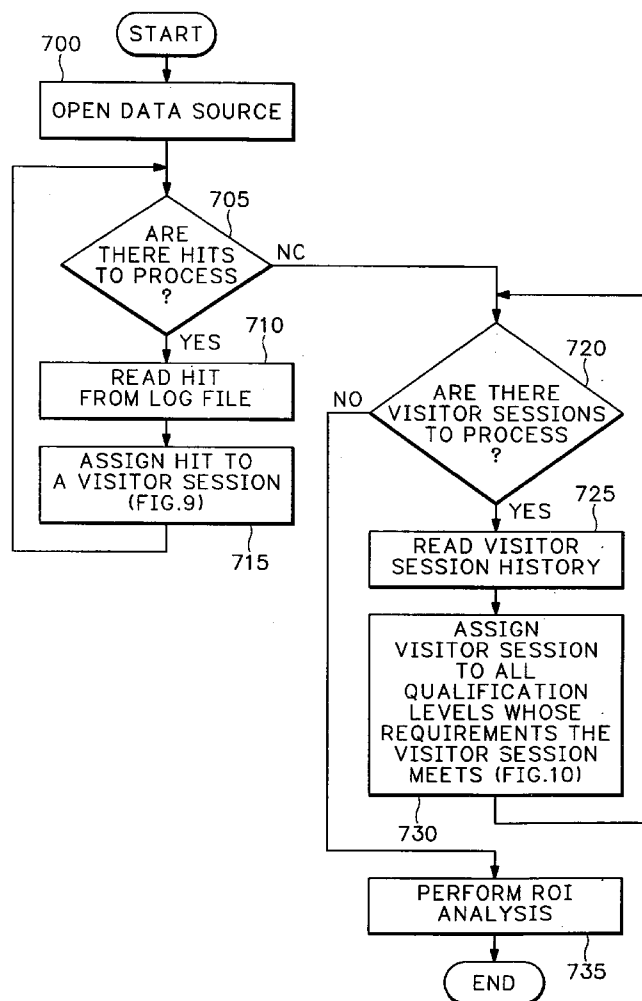 START
700
OPEN DATA SOURCE
705
ARE
THERE HITS
TO PROCESS
?
NC
YES
710
READ HIT
FROM LOG FILE
ASSIGN HIT TO
A VISITOR SESSION
(FIG.9)
715
720
ARE THERE
VISITOR SESSIONS
TO PROCESS
?
NO
YES
725
READ VISITOR
SESSION HISTORY
ASSIGN
VISITOR SESSION
TO ALL
QUALIFICATION
LEVELS WHOSE
REQUIREMENTS THE
VISITOR SESSION
MEETS (FIG.10)
730
PERFORM ROI
ANALYSIS
735
END